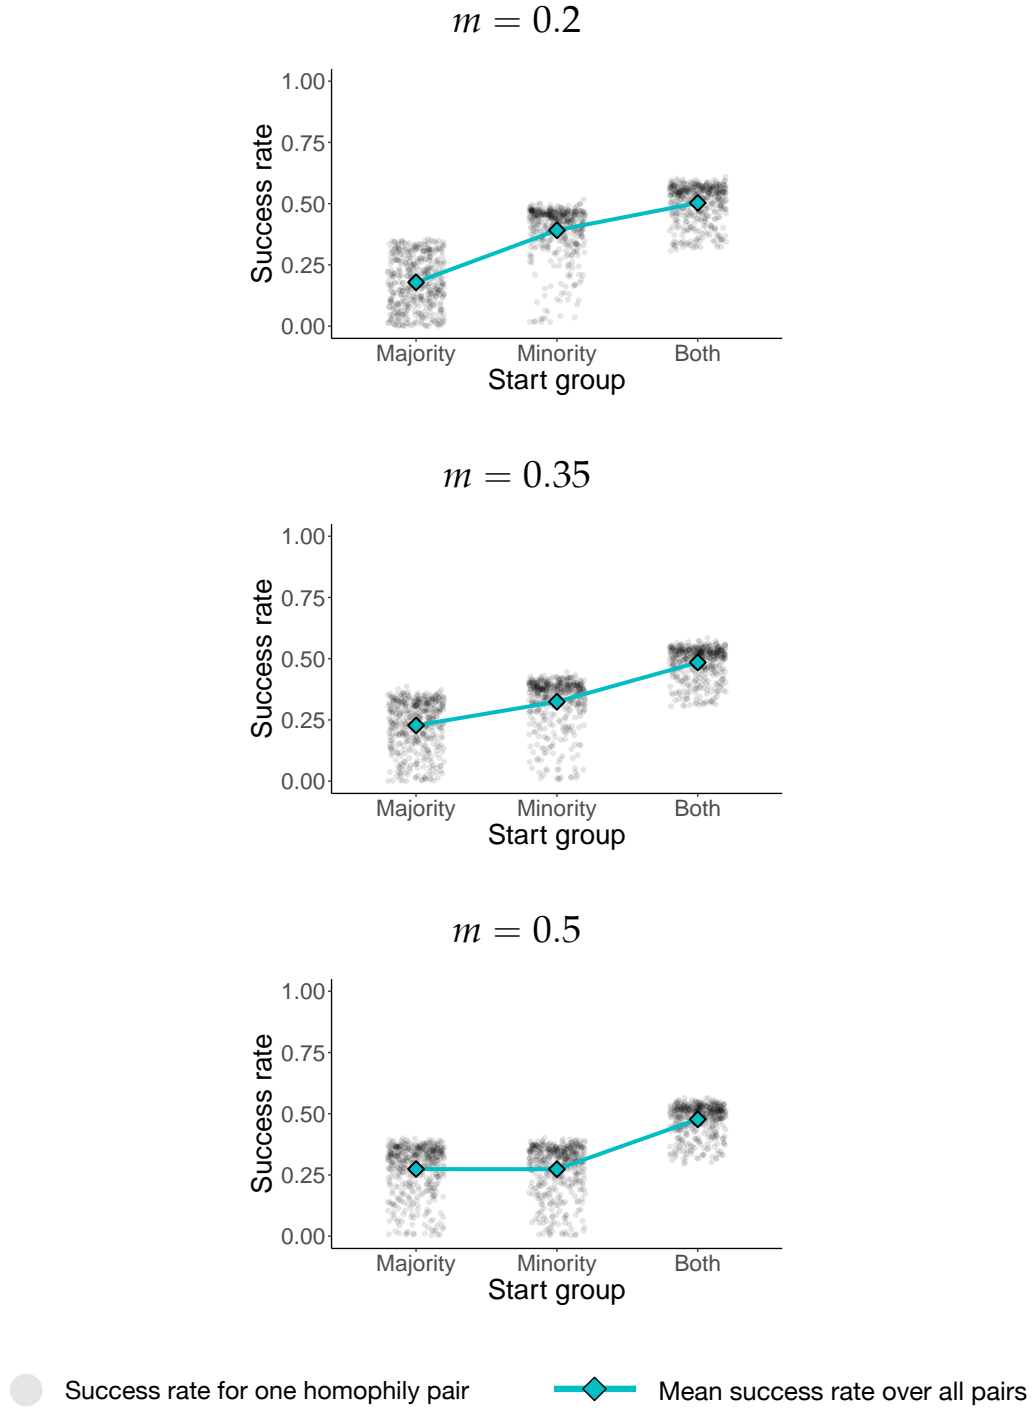 m = 0.2
1.00
0.75
0.50
0.25
0.00
Success rate
Majority Minority Both
Start group
m = 0.35
1.00
0.75
0.50
0.25
0.00
Success rate
Majority Minority Both
Start group
m = 0.5
1.00
0.75
0.50
0.25
0.00
Success rate
Majority Minority Both
Start group
Success rate for one homophily pair Mean success rate over all pairs